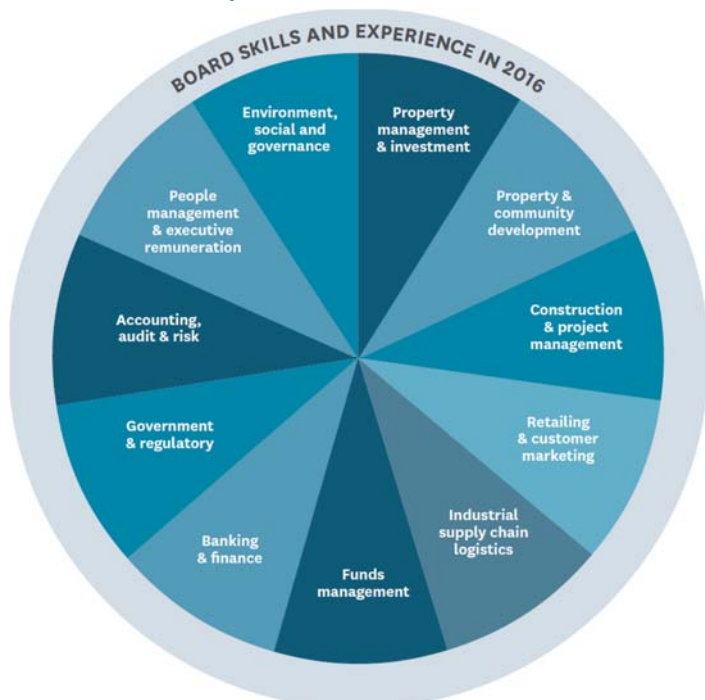 BOARD SKILLS AND EXPERIENCE IN 2016
Property
management
& investment
Property &
community
development
Construction
& project
management
Retailing
& customer
marketing
Industrial
supply chain
logistics
Funds
management
Banking
& finance
Government
& regulatory
Accounting,
audit & risk
People
management
& executive
remuneration
Environment,
social and
governance